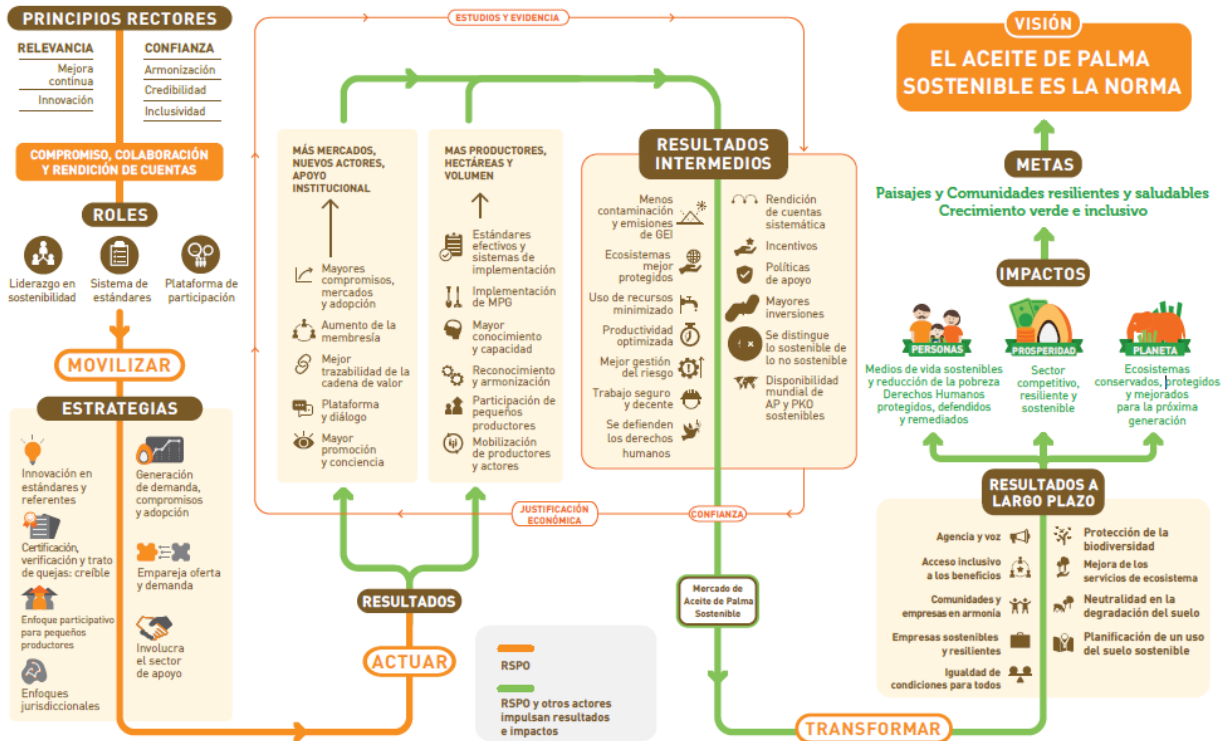 PRINCIPIOS RECTORES
RELEVANCIA
Mejora
continua
Innovación
CONFIANZA
Armonización
Credibilidad
Inclusividad
COMPROMISO, COLABORACIÓN
Y RENDICIÓN DE CUENTAS
ROLES
Liderazgo en
sostenibilidad
Sistema de
estándares
Plataforma de
participación
MOVILIZAR
ESTRATEGIAS
Innovación en
estándares y
referentes
Certificación,
verificación y trato
de quejas: creíble
Enfoque participativo
para pequeños
productores
Enfoques
jurisdiccionales
Generación
de demanda,
compromisos
y adopción
Empareja oferta
y demanda
Involucra
el sector
de apoyo
ACTUAR
RESULTADOS
ESTUDIOS Y EVIDENCIA
MÁS MERCADOS,
NUEVOS ACTORES,
APOYO
INSTITUCIONAL
Mayores
compromisos,
mercados
y adopción
Aumento de la
membresía
Mejor
trazabilidad de la
cadena de valor
Plataforma
y diálogo
Mayor
promoción
y conciencia
MAS PRODUCTORES,
HECTÁREAS Y
VOLUMEN
Estándares
efectivos y
sistemas de
implementación
Implementación
de MPG
Mayor
conocimiento
y capacidad
Reconocimiento
y armonización
Participación de
pequeños
productores
Mobilización
de productores
y actores
JUSTIFICACIÓN
ECONÓMICA
CONFIANZA
RESULTADOS
INTERMEDIOS
Menos
contaminación
y emisiones
de GEI
Ecosistemas
mejor
protegidos
Uso de recursos
minimizado
Productividad
optimizada
Mejor gestión
del riesgo
Trabajo seguro
y decente
Se defienden
los derechos
humanos
Rendición
de cuentas
sistemática
Incentivos
Políticas
de apoyo
Mayores
inversiones
Se distingue
lo sostenible de
lo no sostenible
Disponibilidad
mundial de
AP y PKO
sostenibles
Mercado de
Aceite de Palma
Sostenible
RSPO
RSPO y otros actores
impulsan resultados
e impactos
TRANSFORMAR
VISIÓN
EL ACEITE DE PALMA
SOSTENIBLE ES LA NORMA
METAS
Paisajes y Comunidades resilientes y saludables
Crecimiento verde e inclusivo
IMPACTOS
PERSONAS
Medios de vida sostenibles
y reducción de la pobreza
Derechos Humanos
protegidos, defendidos
y remediados
PROSPERIDAD
Sector
competitivo,
resiliente y
sostenible
PLANETA
Ecosistemas
conservados, protegidos
y mejorados
para la próxima
generación
RESULTADOS A
LARGO PLAZO
Agencia y voz
Acceso inclusivo
a los beneficios
Comunidades y
empresas en armonía
Empresas sostenibles
y resilientes
Igualdad de
condiciones para todos
Protección de la
biodiversidad
Mejora de los
servicios de ecosistema
Neutralidad en la
degradación del suelo
Planificación de un uso
del suelo sostenible